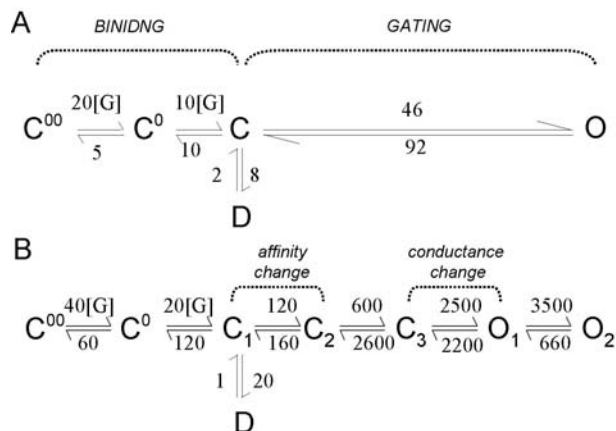 A
BINIDNG GATING
20[G] 10[G] 46
C00 C0 C O
5 10 92
2 8
D
B
affinity change conductance change
40[G] 20[G] 120 600 2500 3500
C00 C0 C1 C2 C3 O1 O2
60 120 160 2600 2200 660
1 20
D